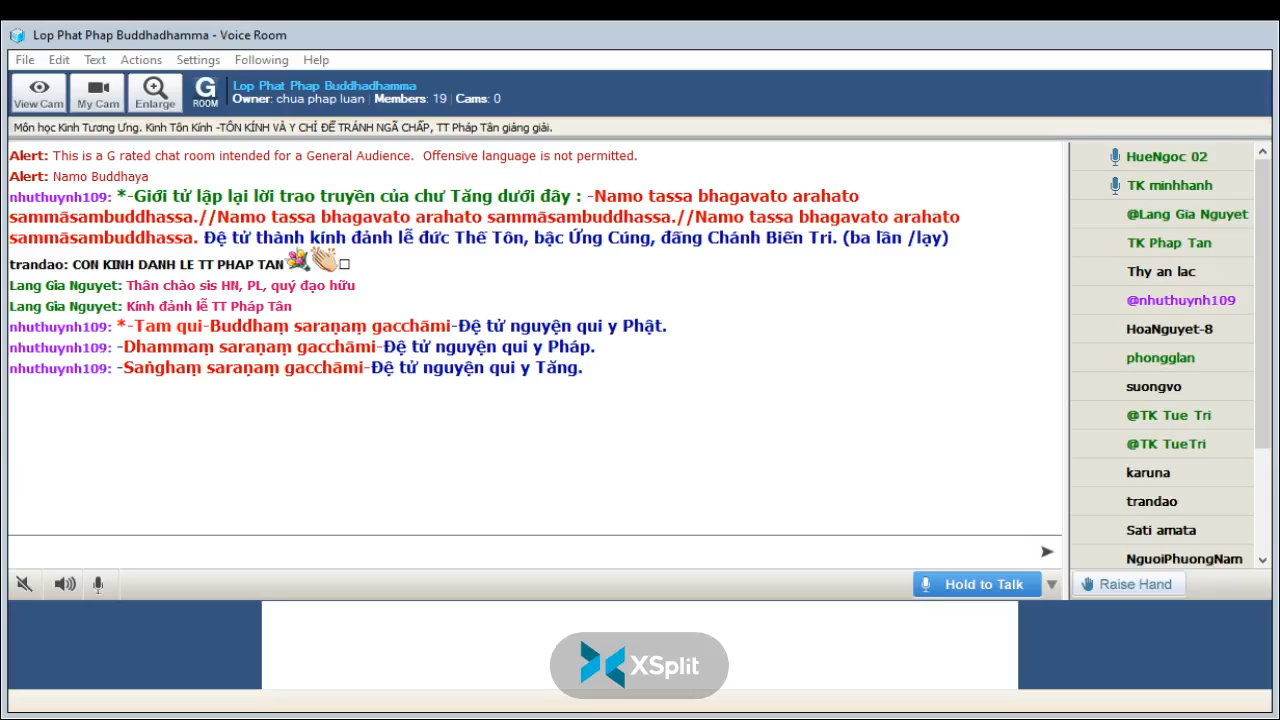 Lop Phat Phap Buddhadhamma - Voice Room
File Edit Text Actions Settings Following Help
View Cam My Cam Enlarge G ROOM
Lop Phat Phap Buddhadhamma
Owner: chua phap luan | Members: 19 | Cams: 0
Môn học Kinh Tương Ưng. Kinh Tôn Kính -TÔN KÍNH VÀ Y CHỈ ĐỂ TRÁNH NGÃ CHẤP, TT Pháp Tân giảng giải.
Alert: This is a G rated chat room intended for a General Audience. Offensive language is not permitted.
Alert: Namo Buddhaya
nhuthuynh109: *-Giới tử lập lại lời trao truyền của chư Tăng dưới đây : -Namo tassa bhagavato arahato
sammāsambuddhassa.//Namo tassa bhagavato arahato sammāsambuddhassa.//Namo tassa bhagavato arahato
sammāsambuddhassa. Đệ tử thành kính đảnh lễ đức Thế Tôn, bậc Ứng Cúng, đấng Chánh Biến Tri. (ba lần /lạy)
trandao: CON KINH DANH LE TT PHAP TAN
Lang Gia Nguyet: Thân chào sis HN, PL, quý đạo hữu
Lang Gia Nguyet: Kính đảnh lễ TT Pháp Tân
nhuthuynh109: *-Tam qui-Buddhaṃ saraṇaṃ gacchāmi-Đệ tử nguyện qui y Phật.
nhuthuynh109: -Dhammaṃ saraṇaṃ gacchāmi-Đệ tử nguyện qui y Pháp.
nhuthuynh109: -Saṅghaṃ saraṇaṃ gacchāmi-Đệ tử nguyện qui y Tăng.
HueNgoc 02
TK minhhanh
@Lang Gia Nguyet
TK Phap Tan
Thy an lac
@nhuthuynh109
HoaNguyet-8
phongglan
suongvo
@TK Tue Tri
@TK TueTri
karuna
trandao
Sati amata
NguoiPhuongNam
Hold to Talk
Raise Hand
XSplit